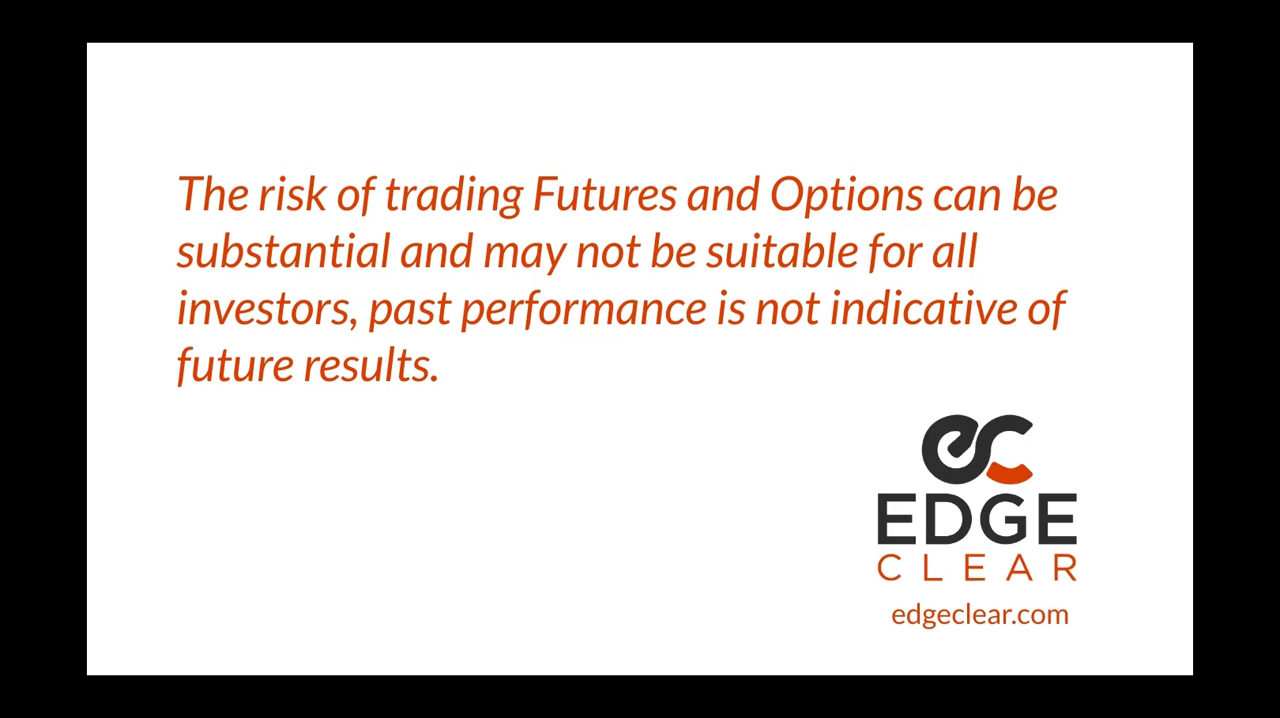 The risk of trading Futures and Options can be
substantial and may not be suitable for all
investors, past performance is not indicative of
future results.
ec
EDGE
CLEAR
edgeclear.com